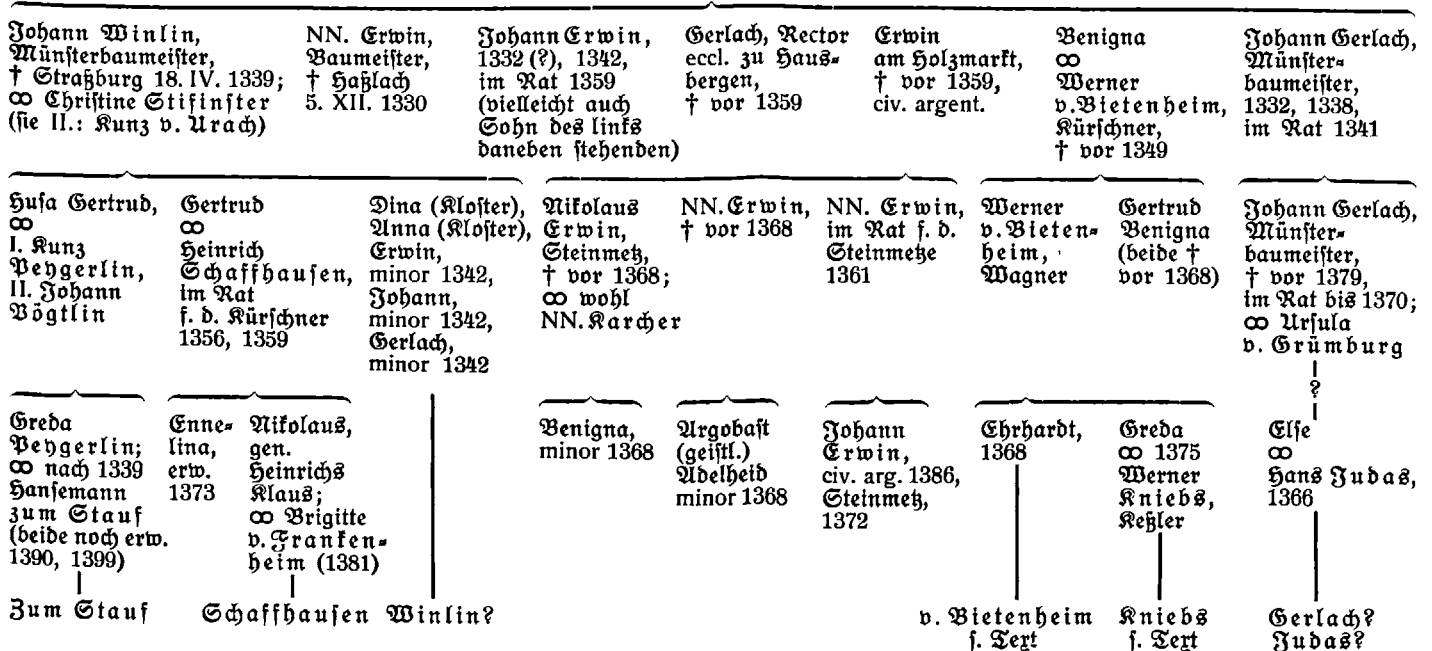 Johann Winlin,
Münsterbaumeister,
† Straßburg 18. IV. 1339;
∞ Christine Stifinster
(sie II.: Kunz v. Urach)
NN. Erwin,
Baumeister,
† Haßlach
5. XII. 1330
Johann Erwin,
1332 (?), 1342,
im Rat 1359
(vielleicht auch
Sohn des links
daneben stehenden)
Gerlach, Rector
eccl. zu Haus-
bergen,
† vor 1359
Erwin
am Holzmarkt,
† vor 1359,
civ. argent.
Benigna
∞
Werner
v. Bietenheim,
Kürschner,
† vor 1349
Johann Gerlach,
Münster-
baumeister,
1332, 1338,
im Rat 1341
Husa Gertrud,
∞
I. Kunz
Peygerlin,
II. Johann
Vögtlin
Gertrud
∞
Heinrich
Schaffhausen,
im Rat
f. d. Kürschner
1356, 1359
Dina (Kloster),
Anna (Kloster),
Erwin,
minor 1342,
Johann,
minor 1342,
Gerlach,
minor 1342
Nikolaus
Erwin,
Steinmetz,
† vor 1368;
∞ wohl
NN. Karcher
NN. Erwin,
† vor 1368
NN. Erwin,
im Rat f. d.
Steinmetze
1361
Werner
v. Bieten-
heim,
Wagner
Gertrud
Benigna
(beide †
vor 1368)
Johann Gerlach,
Münster-
baumeister,
† vor 1379,
im Rat bis 1370;
∞ Ursula
v. Grümburg
?
Greda
Peygerlin;
∞ nach 1339
Hansemann
zum Stauf
(beide noch erw.
1390, 1399)
Enne-
lina,
erw.
1373
Nikolaus,
gen.
Heinrichs
Klaus;
∞ Brigitte
v. Franken-
heim (1381)
Benigna,
minor 1368
Argobast
(geistl.)
Adelheid
minor 1368
Johann
Erwin,
civ. arg. 1386,
Steinmetz,
1372
Ehrhardt,
1368
Greda
∞ 1375
Werner
Kniebs,
Keßler
Else
∞
Hans Judas,
1366
Zum Stauf
Schaffhausen
Winlin?
v. Bietenheim
s. Text
Kniebs
s. Text
Gerlach?
Judas?